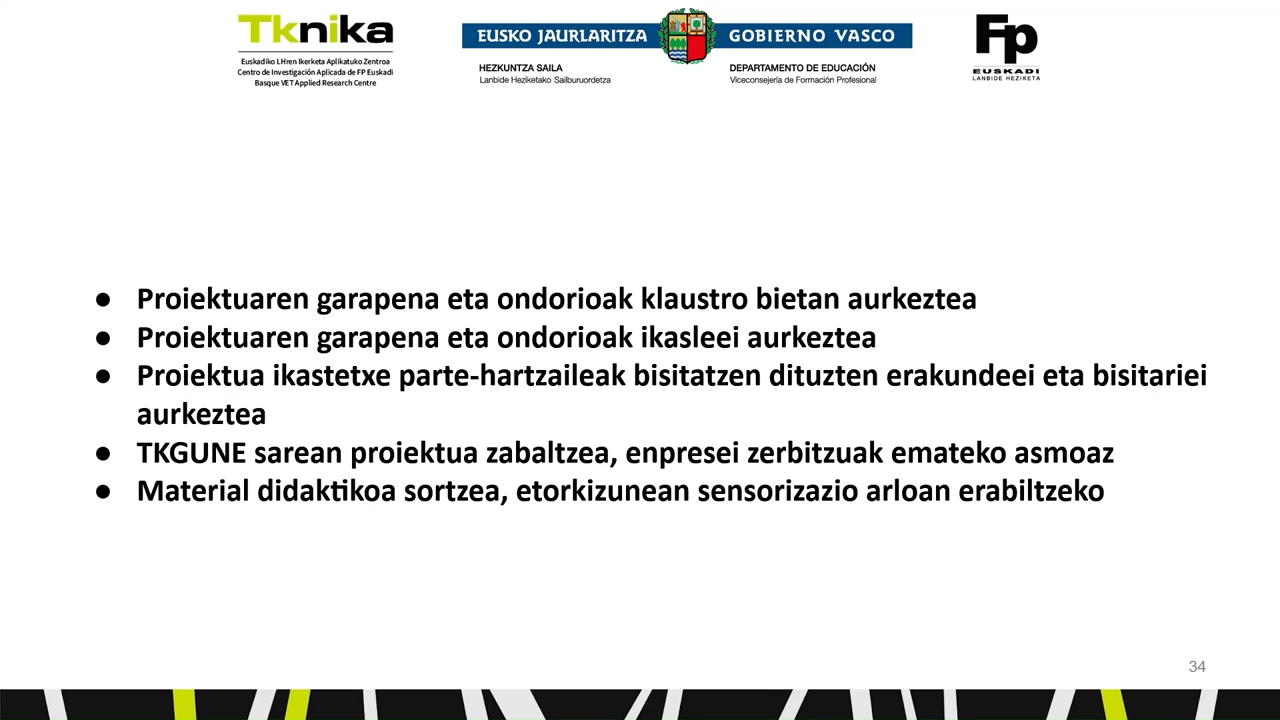 Tknika
Euskadiko LHren Ikerketa Aplikatuko Zentroa
Centro de Investigación Aplicada de FP Euskadi
Basque VET Applied Research Centre
EUSKO JAURLARITZA
GOBIERNO VASCO
HEZKUNTZA SAILA
Lanbide Heziketako Sailburuordetza
DEPARTAMENTO DE EDUCACIÓN
Viceconsejería de Formación Profesional
Fp
EUSKADI
LANBIDE HEZIKETA
● Proiektuaren garapena eta ondorioak klaustro bietan aurkeztea
● Proiektuaren garapena eta ondorioak ikasleei aurkeztea
● Proiektua ikastetxe parte-hartzaileak bisitatzen dituzten erakundeei eta bisitariei
aurkeztea
● TKGUNE sarean proiektua zabaltzea, enpresei zerbitzuak emateko asmoaz
● Material didaktikoa sortzea, etorkizunean sensorizazio arloan erabiltzeko
34